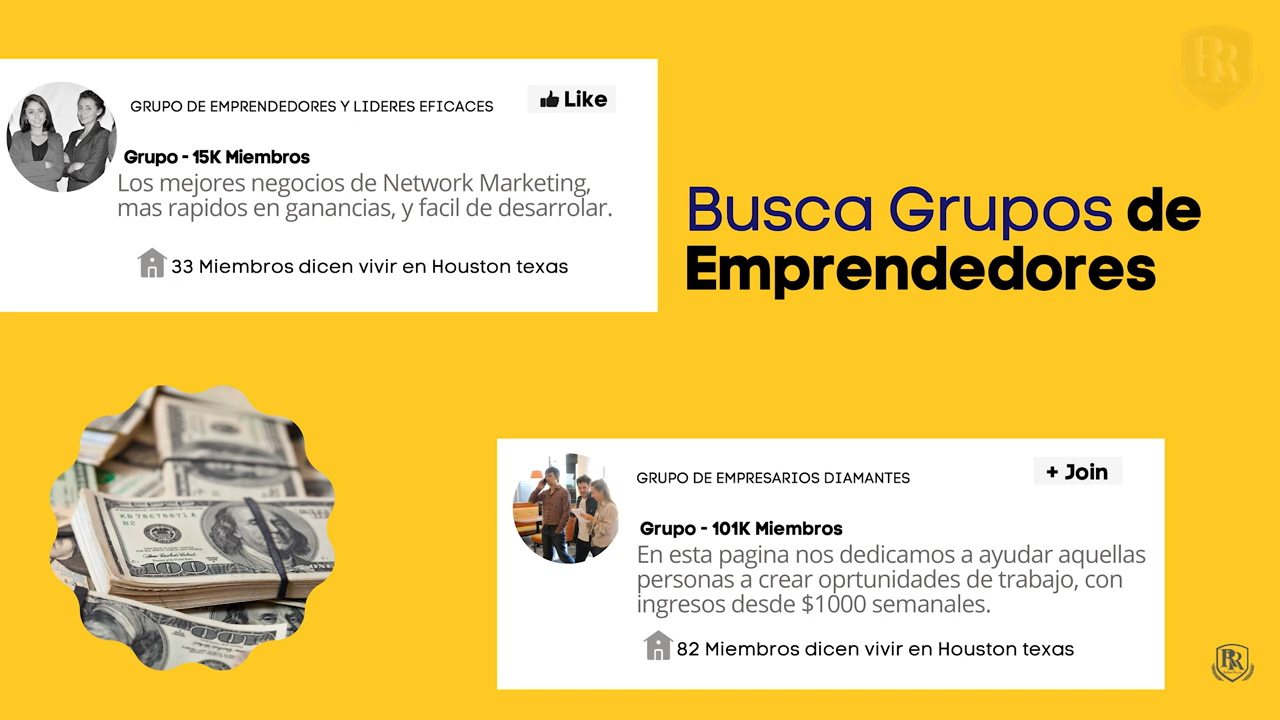 GRUPO DE EMPRENDEDORES Y LIDERES EFICACES
Like
Grupo - 15K Miembros
Los mejores negocios de Network Marketing,
mas rapidos en ganancias, y facil de desarrolar.
33 Miembros dicen vivir en Houston texas
Busca Grupos de
Emprendedores
GRUPO DE EMPRESARIOS DIAMANTES
+ Join
Grupo - 101K Miembros
En esta pagina nos dedicamos a ayudar aquellas
personas a crear oprtunidades de trabajo, con
ingresos desde $1000 semanales.
82 Miembros dicen vivir en Houston texas
RR
RR
100